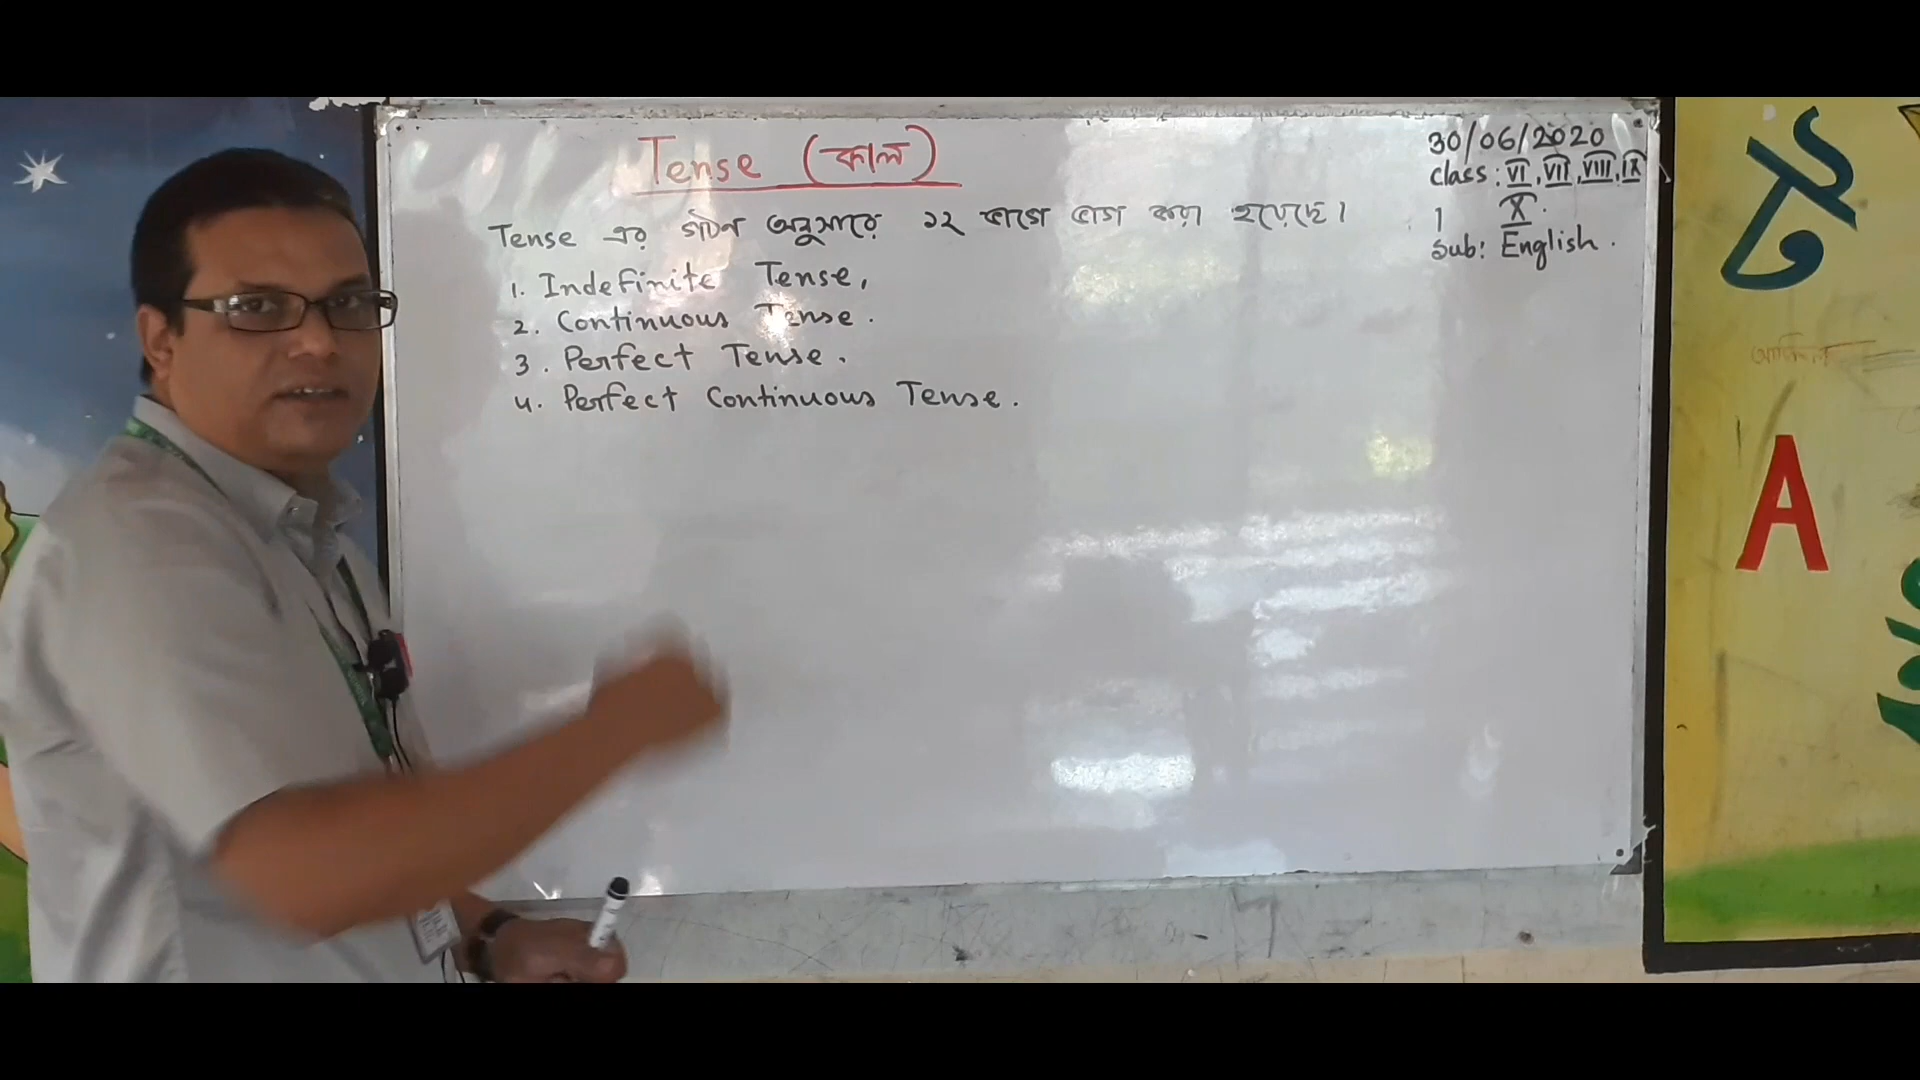 Tense (কাল)
Tense এর গঠন অনুসারে ১২ ভাগে ভাগ করা হয়েছে।
1. Indefinite Tense,
2. Continuous Tense.
3. Perfect Tense.
4. Perfect Continuous Tense.
30/06/2020
Class: VI, VII, VIII, IX
X.
Sub: English.
A